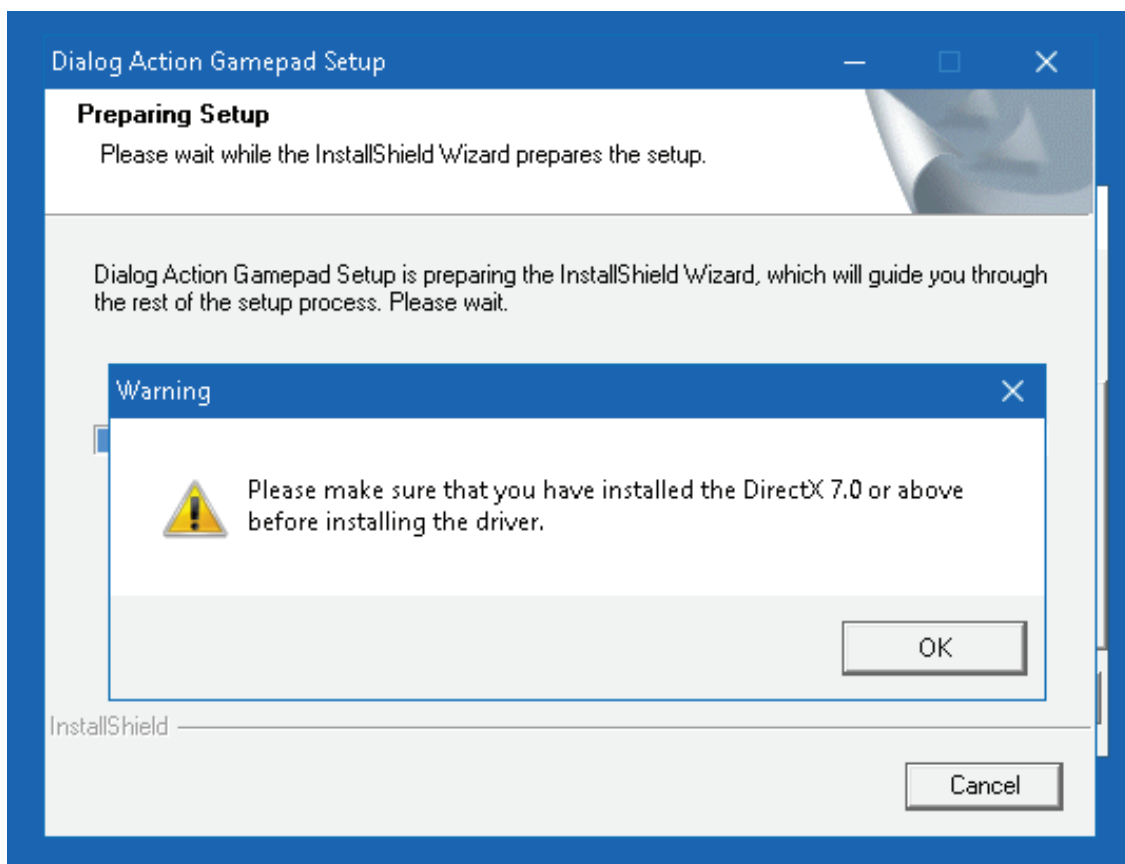 Dialog Action Gamepad Setup
Preparing Setup
Please wait while the InstallShield Wizard prepares the setup.
Dialog Action Gamepad Setup is preparing the InstallShield Wizard, which will guide you through
the rest of the setup process. Please wait.
Warning
Please make sure that you have installed the DirectX 7.0 or above
before installing the driver.
OK
InstallShield
Cancel